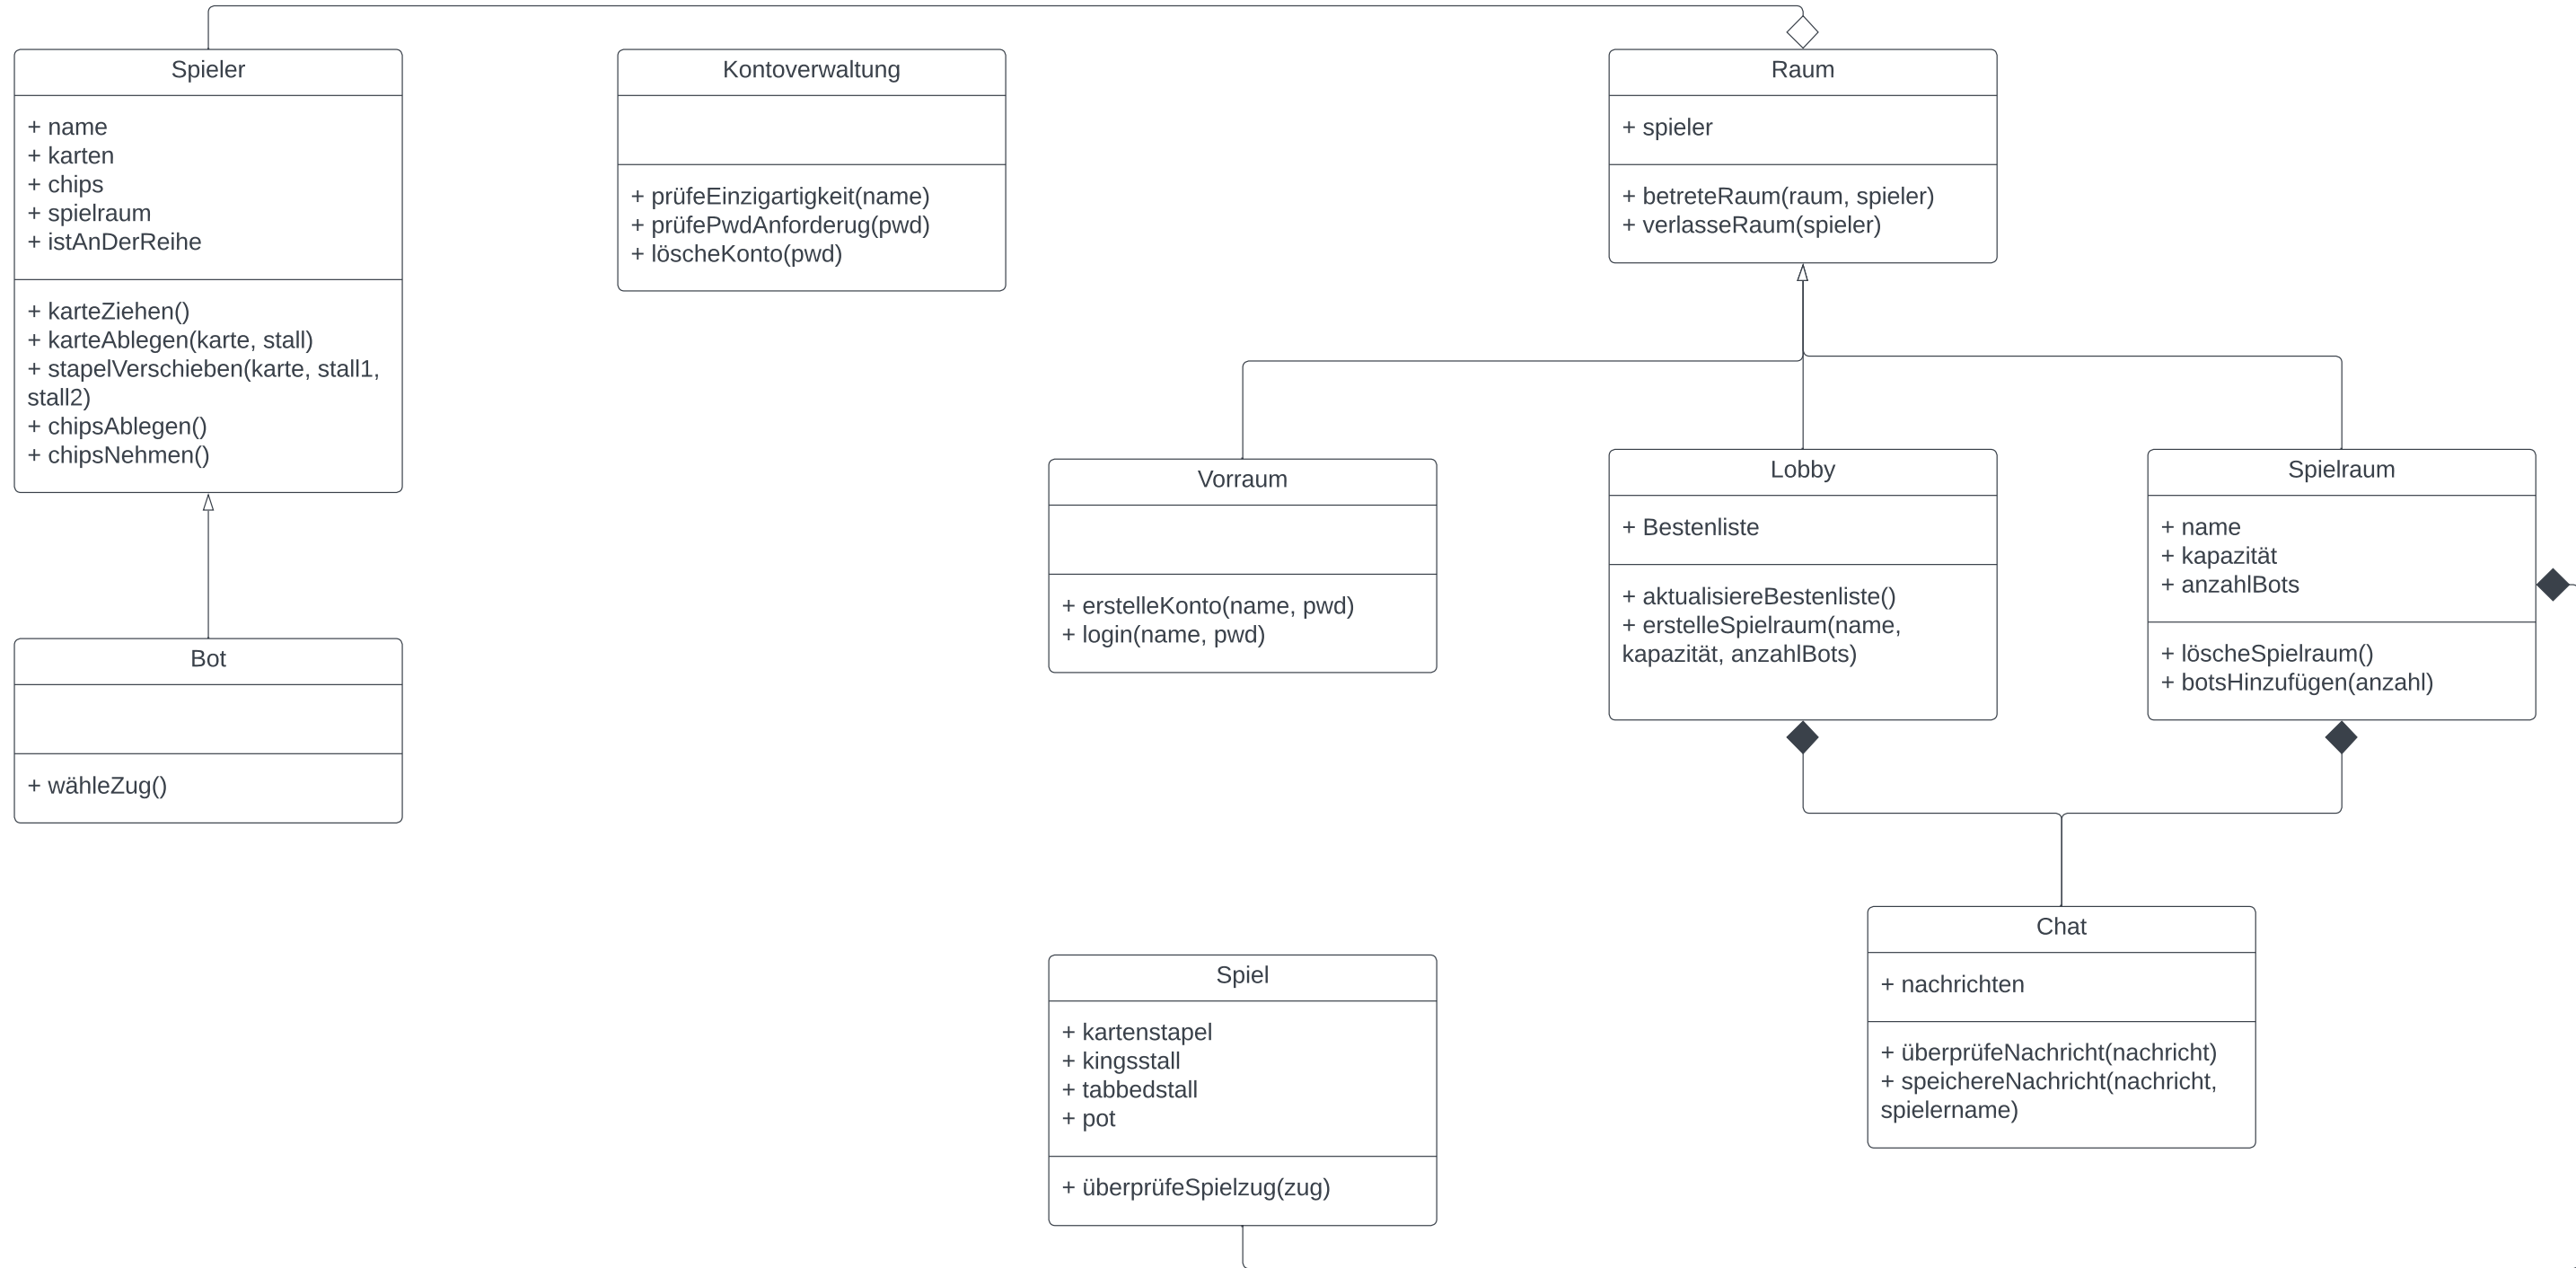 Spieler
+ name
+ karten
+ chips
+ spielraum
+ istAnDerReihe
+ karteZiehen()
+ karteAblegen(karte, stall)
+ stapelVerschieben(karte, stall1,
stall2)
+ chipsAblegen()
+ chipsNehmen()
Kontoverwaltung
+ prüfeEinzigartigkeit(name)
+ prüfePwdAnforderug(pwd)
+ löscheKonto(pwd)
Raum
+ spieler
+ betreteRaum(raum, spieler)
+ verlasseRaum(spieler)
Vorraum
+ erstelleKonto(name, pwd)
+ login(name, pwd)
Lobby
+ Bestenliste
+ aktualisiereBestenliste()
+ erstelleSpielraum(name,
kapazität, anzahlBots)
Spielraum
+ name
+ kapazität
+ anzahlBots
+ löscheSpielraum()
+ botsHinzufügen(anzahl)
Bot
+ wähleZug()
Spiel
+ kartenstapel
+ kingsstall
+ tabbedstall
+ pot
+ überprüfeSpielzug(zug)
Chat
+ nachrichten
+ überprüfeNachricht(nachricht)
+ speichereNachricht(nachricht,
spielername)